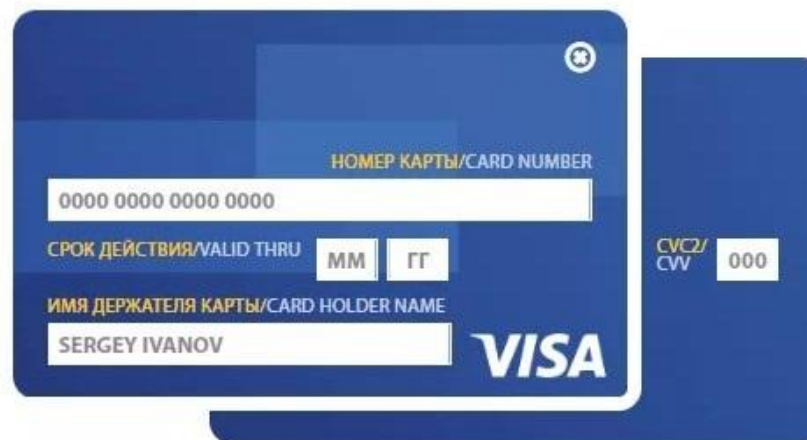 НОМЕР КАРТЫ/CARD NUMBER
0000 0000 0000 0000
СРОК ДЕЙСТВИЯ/VALID THRU ММ ГГ
ИМЯ ДЕРЖАТЕЛЯ КАРТЫ/CARD HOLDER NAME
SERGEY IVANOV
VISA
CVC2/
CVV
000